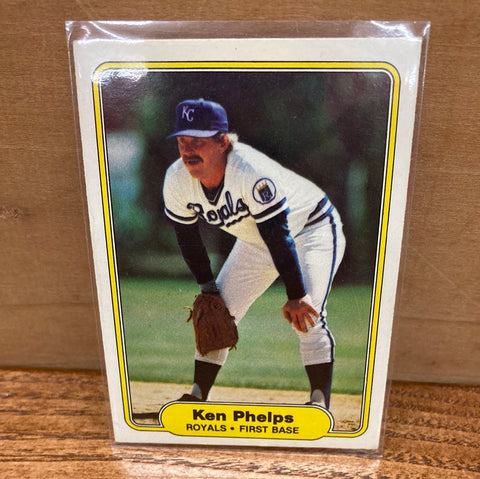 KC
Royals
Ken Phelps
ROYALS • FIRST BASE